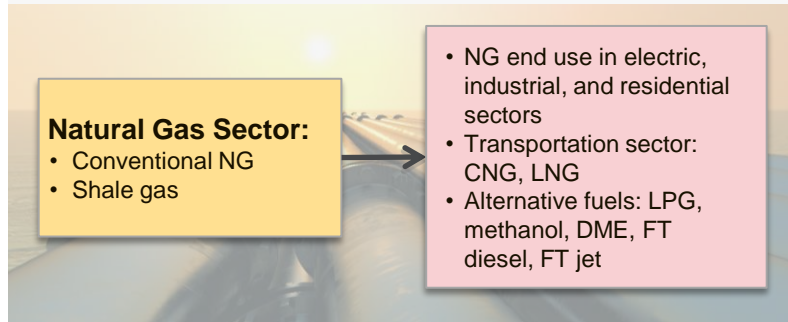 Natural Gas Sector:
• Conventional NG
• Shale gas
• NG end use in electric,
industrial, and residential
sectors
• Transportation sector:
CNG, LNG
• Alternative fuels: LPG,
methanol, DME, FT
diesel, FT jet